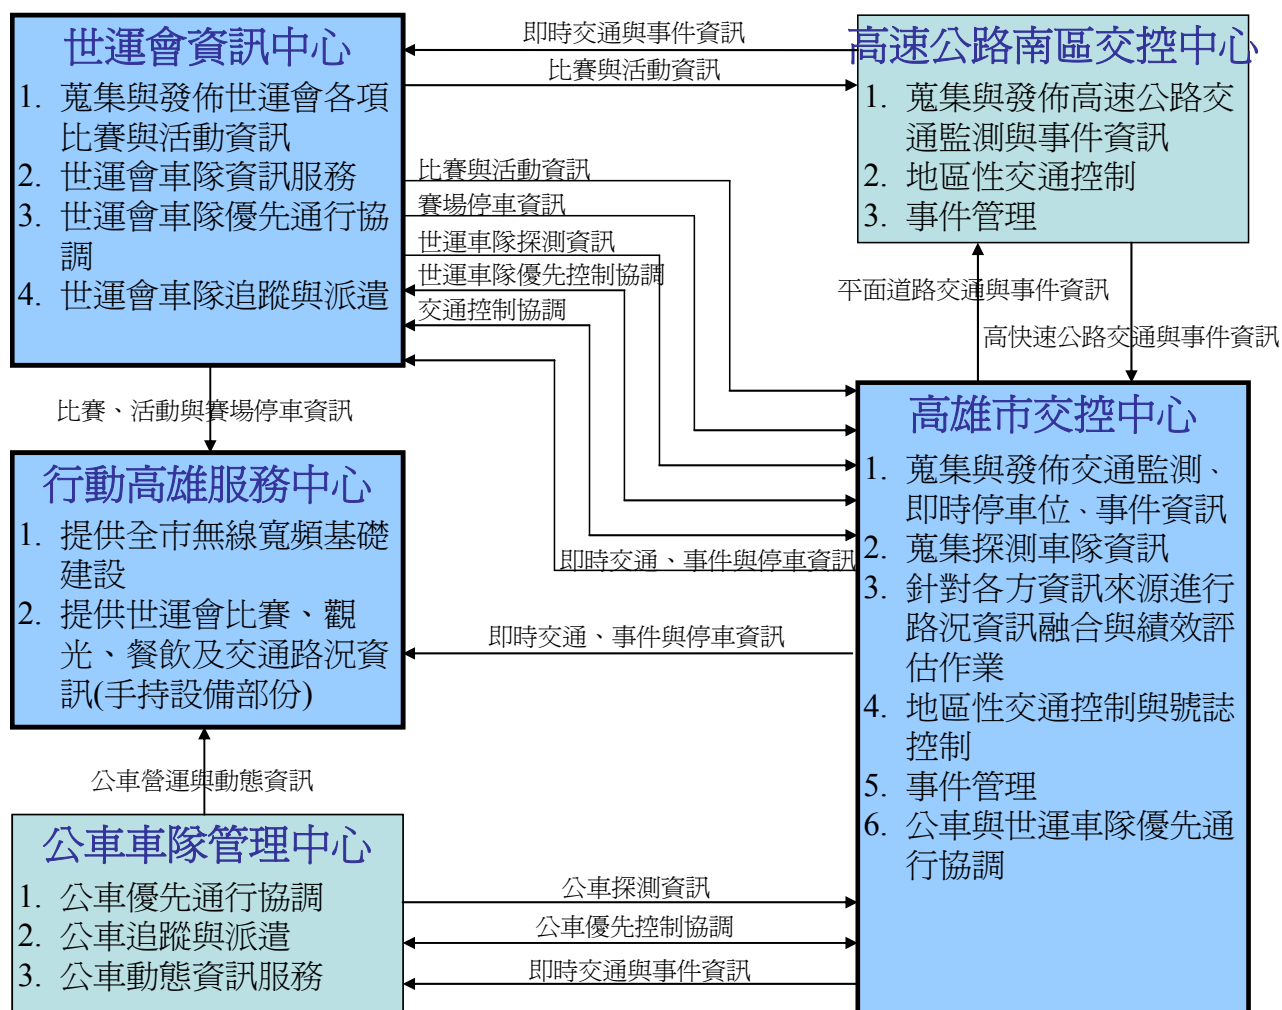 世運會資訊中心
1. 蒐集與發佈世運會各項
比賽與活動資訊
2. 世運會車隊資訊服務
3. 世運會車隊優先通行協
調
4. 世運會車隊追蹤與派遣
即時交通與事件資訊
比賽與活動資訊
高速公路南區交控中心
1. 蒐集與發佈高速公路交
通監測與事件資訊
2. 地區性交通控制
3. 事件管理
比賽與活動資訊
賽場停車資訊
世運車隊探測資訊
世運車隊優先控制協調
交通控制協調
平面道路交通與事件資訊
高快速公路交通與事件資訊
比賽、活動與賽場停車資訊
行動高雄服務中心
1. 提供全市無線寬頻基礎
建設
2. 提供世運會比賽、觀
光、餐飲及交通路況資
訊(手持設備部份)
即時交通、事件與停車資訊
即時交通、事件與停車資訊
高雄市交控中心
1. 蒐集與發佈交通監測、
即時停車位、事件資訊
2. 蒐集探測車隊資訊
3. 針對各方資訊來源進行
路況資訊融合與績效評
估作業
4. 地區性交通控制與號誌
控制
5. 事件管理
6. 公車與世運車隊優先通
行協調
公車營運與動態資訊
公車車隊管理中心
1. 公車優先通行協調
2. 公車追蹤與派遣
3. 公車動態資訊服務
公車探測資訊
公車優先控制協調
即時交通與事件資訊